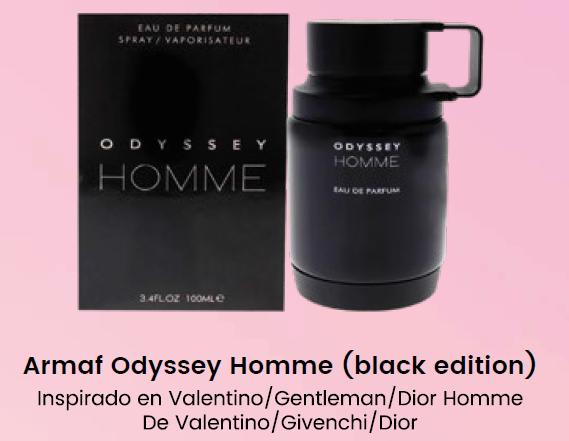 EAU DE PARFUM
SPRAY / VAPORISATEUR
ODYSSEY
HOMME
3.4FL.OZ 100ML e
ODYSSEY
HOMME
EAU DE PARFUM
Armaf Odyssey Homme (black edition)
Inspirado en Valentino/Gentleman/Dior Homme
De Valentino/Givenchi/Dior